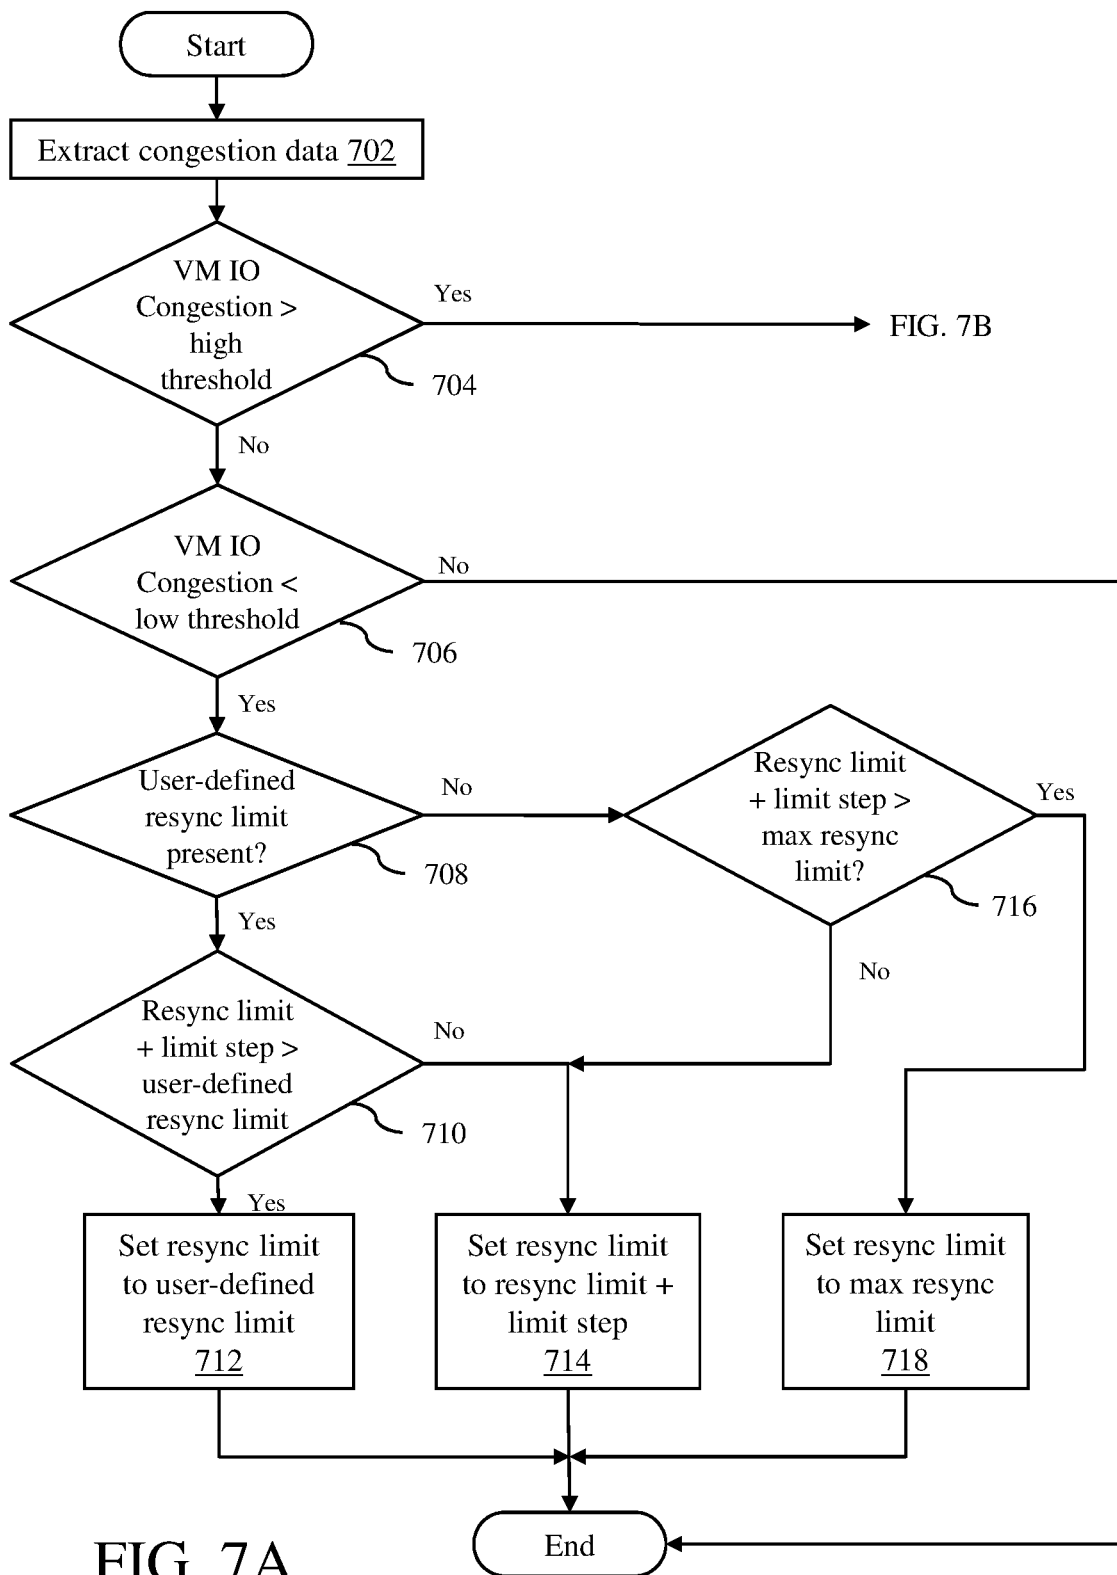 Start
Extract congestion data 702
VM IO
Congestion >
high
threshold
Yes
FIG. 7B
704
No
VM IO
Congestion <
low threshold
No
706
Yes
User-defined
resync limit
present?
No
708
Resync limit
+ limit step >
max resync
limit?
Yes
716
No
Yes
Resync limit
+ limit step >
user-defined
resync limit
No
710
Yes
Set resync limit
to user-defined
resync limit
712
Set resync limit
to resync limit +
limit step
714
Set resync limit
to max resync
limit
718
End
FIG. 7A